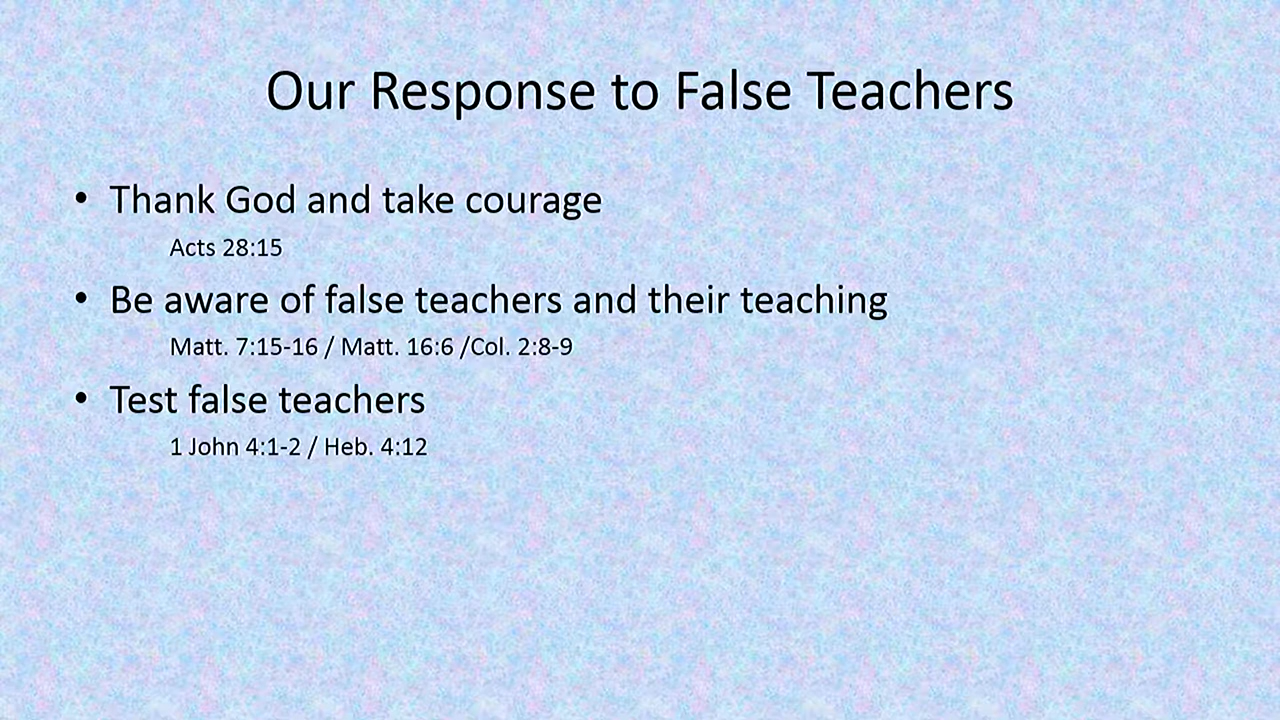 Our Response to False Teachers
• Thank God and take courage
Acts 28:15
• Be aware of false teachers and their teaching
Matt. 7:15-16 / Matt. 16:6 /Col. 2:8-9
• Test false teachers
1 John 4:1-2 / Heb. 4:12